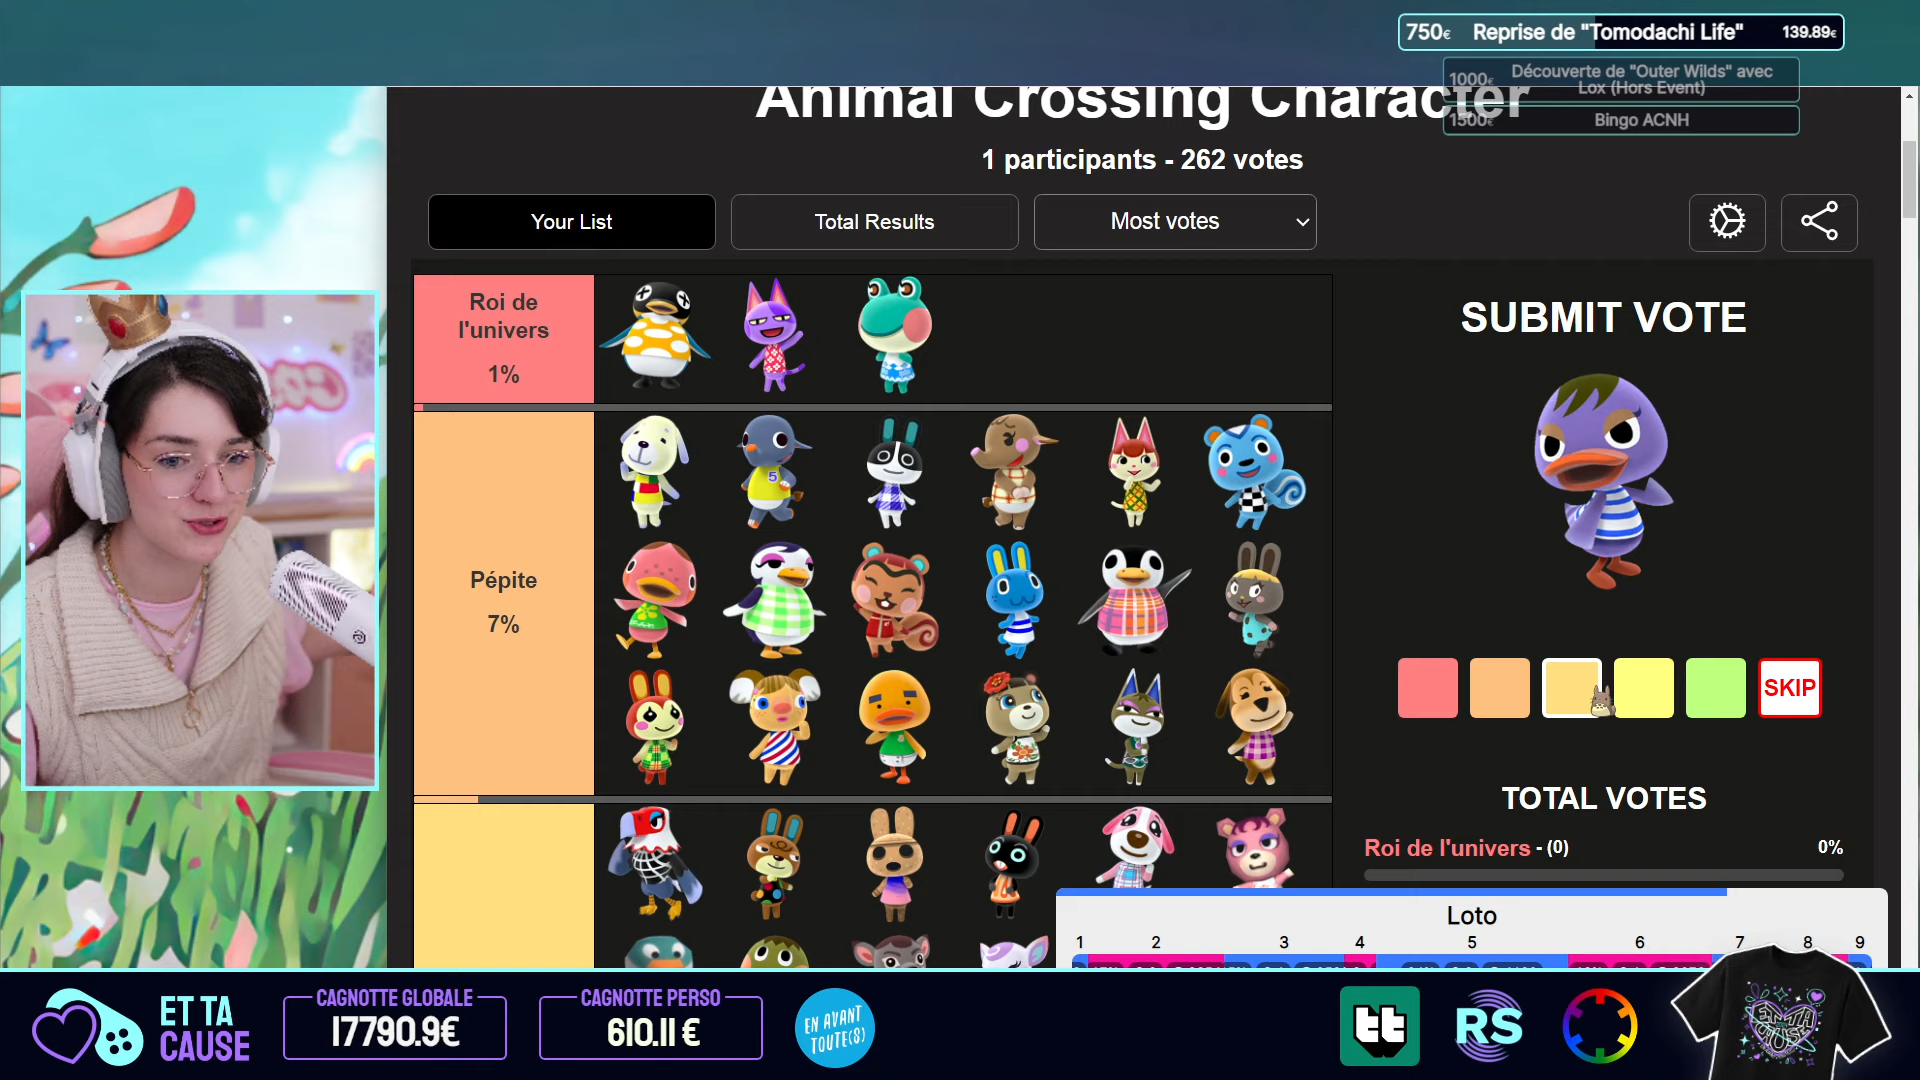 750€ Reprise de "Tomodachi Life" 139.89€
1000€ Découverte de "Outer Wilds" avec
Lox (Hors Event)
1500€ Bingo ACNH
Animal Crossing Character
1 participants - 262 votes
Your List
Total Results
Most votes
Roi de
l'univers
1%
SUBMIT VOTE
5
Pépite
7%
SKIP
TOTAL VOTES
Roi de l'univers - (0) 0%
Loto
1 2 3 4 5 6 7 8 9
ET TA
CAUSE
CAGNOTTE GLOBALE
17790.9€
CAGNOTTE PERSO
610.11 €
EN AVANT
TOUTE(S)
tt
RS